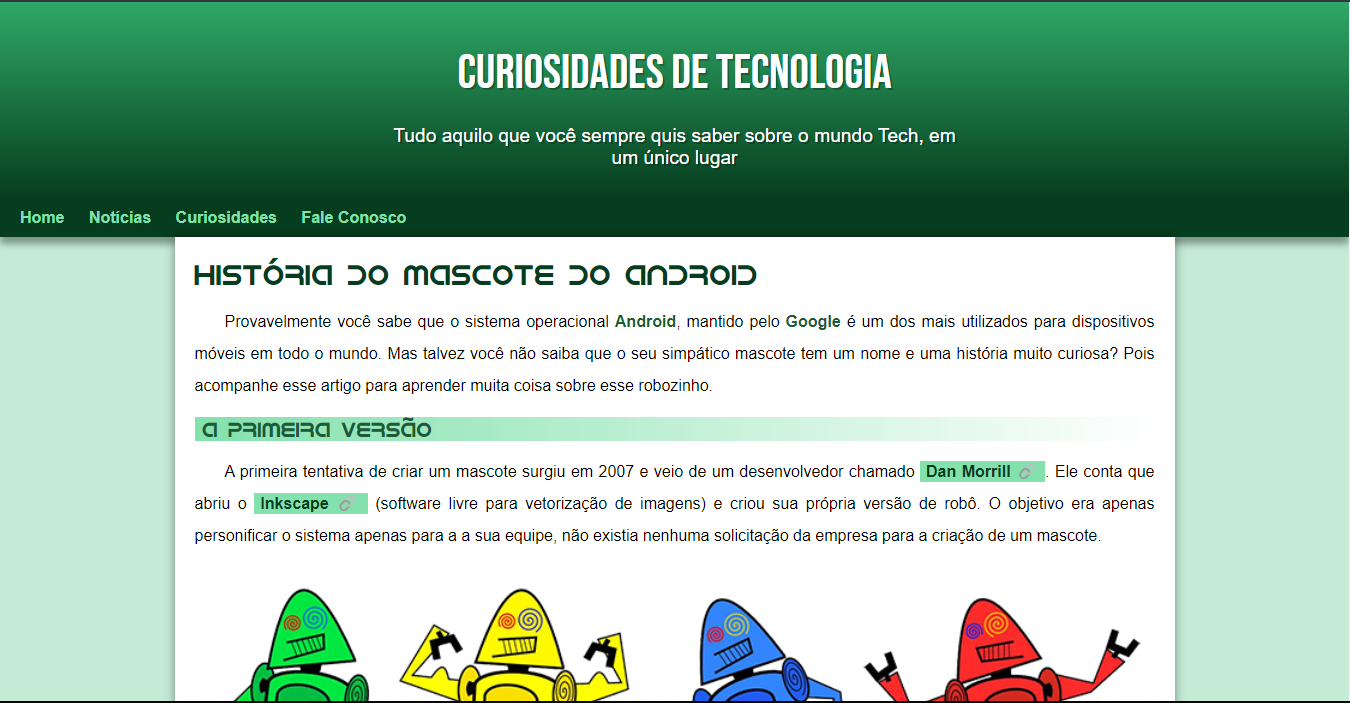 CURIOSIDADES DE TECNOLOGIA
Tudo aquilo que você sempre quis saber sobre o mundo Tech, em
um único lugar
Home Notícias Curiosidades Fale Conosco
HISTÓRIA DO MASCOTE DO ANDROID
Provavelmente você sabe que o sistema operacional Android, mantido pelo Google é um dos mais utilizados para dispositivos
móveis em todo o mundo. Mas talvez você não saiba que o seu simpático mascote tem um nome e uma história muito curiosa? Pois
acompanhe esse artigo para aprender muita coisa sobre esse robozinho.
A PRIMEIRA VERSÃO
A primeira tentativa de criar um mascote surgiu em 2007 e veio de um desenvolvedor chamado Dan Morrill. Ele conta que
abriu o Inkscape (software livre para vetorização de imagens) e criou sua própria versão de robô. O objetivo era apenas
personificar o sistema apenas para a a sua equipe, não existia nenhuma solicitação da empresa para a criação de um mascote.